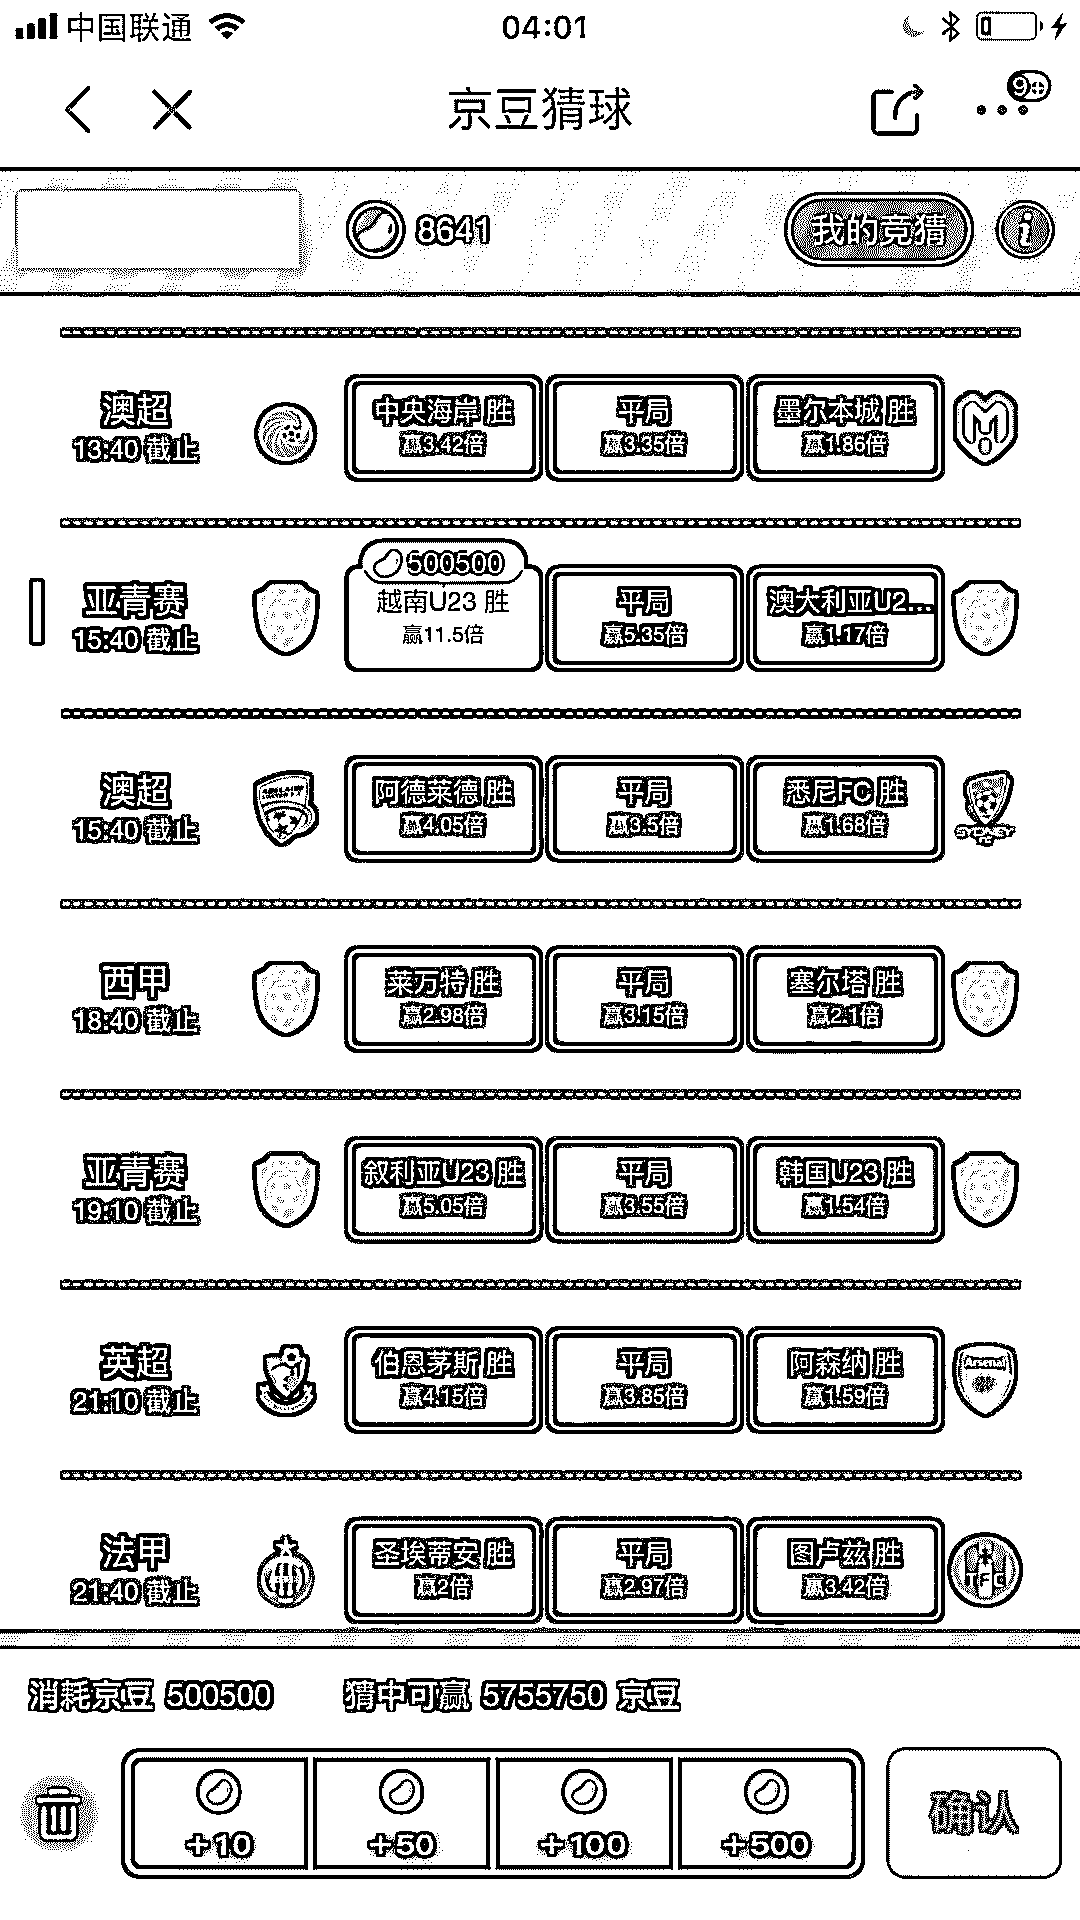 中国联通 04:01
京豆猜球
9+
8641 我的竞猜 i
澳超
13:40 截止
中央海岸 胜
赢3.42倍
平局
赢3.35倍
墨尔本城 胜
赢1.86倍
亚青赛
15:40 截止
500500
越南U23 胜
赢11.5倍
平局
赢5.35倍
澳大利亚U2...
赢1.17倍
澳超
15:40 截止
阿德莱德 胜
赢4.05倍
平局
赢3.5倍
悉尼FC 胜
赢1.68倍
SYDNEY
FC
西甲
18:40 截止
莱万特 胜
赢2.98倍
平局
赢3.15倍
塞尔塔 胜
赢2.1倍
亚青赛
19:10 截止
叙利亚U23 胜
赢5.05倍
平局
赢3.55倍
韩国U23 胜
赢1.54倍
英超
21:10 截止
伯恩茅斯 胜
赢4.15倍
平局
赢3.85倍
阿森纳 胜
赢1.59倍
Arsenal
法甲
21:40 截止
圣埃蒂安 胜
赢2倍
平局
赢2.97倍
图卢兹 胜
赢3.42倍
TFC
消耗京豆 500500 猜中可赢 5755750 京豆
+10 +50 +100 +500
确认